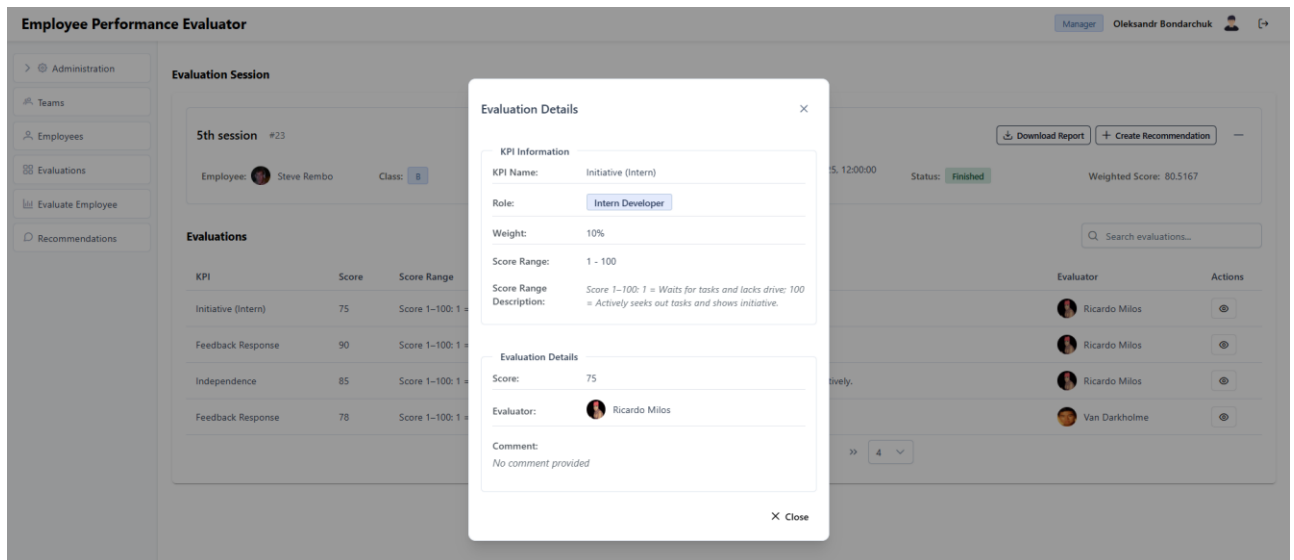 Employee Performance Evaluator
Manager
Oleksandr Bondarchuk
Administration
Teams
Employees
Evaluations
Evaluate Employee
Recommendations
Evaluation Session
5th session #23
Download Report
Create Recommendation
Employee: Steve Rembo
Class: B
25, 12:00:00
Status: Finished
Weighted Score: 80.5167
Evaluations
Search evaluations...
KPI Score Score Range Evaluator Actions
Initiative (Intern) 75 Score 1–100: 1 = Ricardo Milos
Feedback Response 90 Score 1–100: 1 = Ricardo Milos
Independence 85 Score 1–100: 1 = tively. Ricardo Milos
Feedback Response 78 Score 1–100: 1 = Van Darkholme
4
Evaluation Details
KPI Information
KPI Name: Initiative (Intern)
Role: Intern Developer
Weight: 10%
Score Range: 1 - 100
Score Range Description: Score 1–100: 1 = Waits for tasks and lacks drive; 100
= Actively seeks out tasks and shows initiative.
Evaluation Details
Score: 75
Evaluator: Ricardo Milos
Comment:
No comment provided
Close